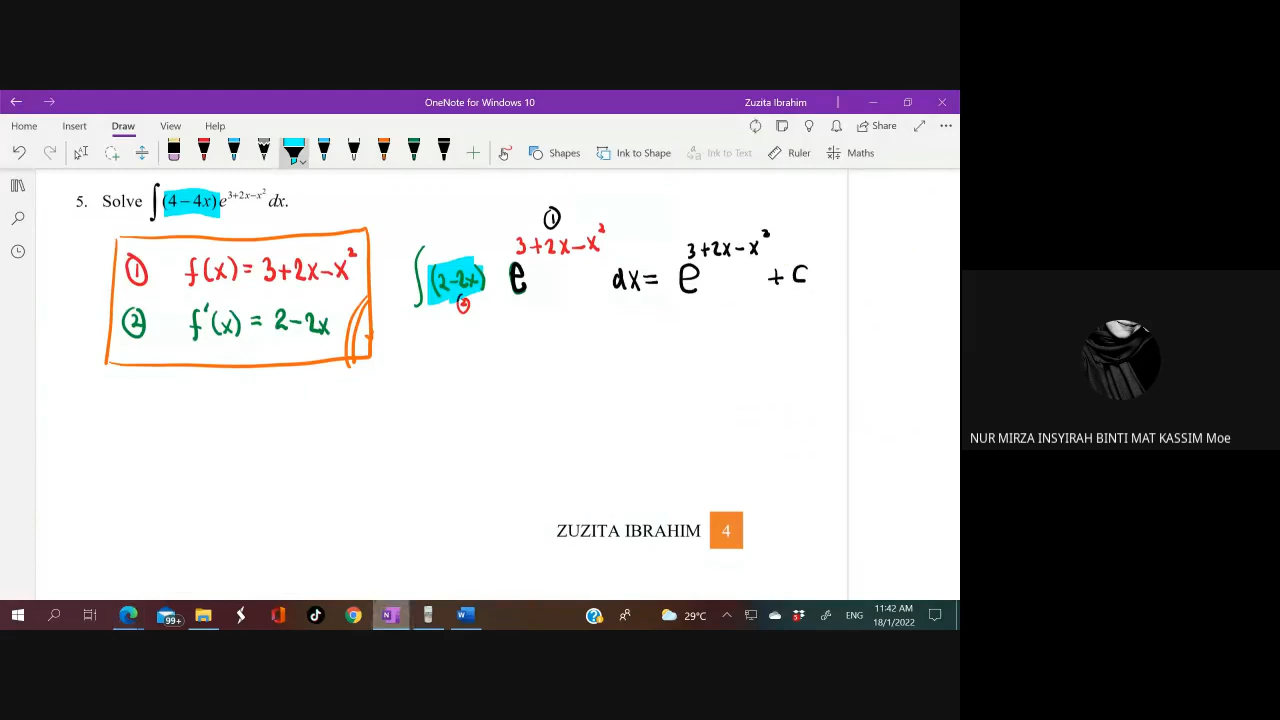 OneNote for Windows 10
Zuzita Ibrahim
Home Insert Draw View Help
Share
Shapes
Ink to Shape
Ink to Text
Ruler
Maths
5. Solve ∫(4−4x)e^{3+2x−x²} dx.
① f(x) = 3+2x−x²
② f'(x) = 2−2x
①
∫(2−2x) e^{3+2x−x²} dx = e^{3+2x−x²} + c
②
ZUZITA IBRAHIM 4
NUR MIRZA INSYIRAH BINTI MAT KASSIM Moe
99+
5
29°C
ENG
11:42 AM
18/1/2022